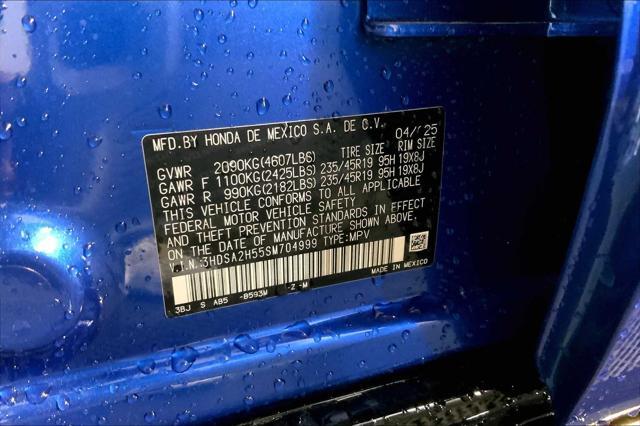 MFD.BY HONDA DE MEXICO S.A. DE C.V. 04/'25
GVWR 2090KG(4607LBS) TIRE SIZE RIM SIZE
GAWR F 1100KG(2425LBS) 235/45R19 95H 19X8J
GAWR R 990KG(2182LBS) 235/45R19 95H 19X8J
THIS VEHICLE CONFORMS TO ALL APPLICABLE
FEDERAL MOTOR VEHICLE SAFETY
AND THEFT PREVENTION STANDARDS IN EFFECT
ON THE DATE OF MANUFACTURE SHOWN ABOVE.
V.I.N.:3HDSA2H55SM704999 TYPE:MPV
MADE IN MEXICO
3BJ S AB5 -B593M -Z-M